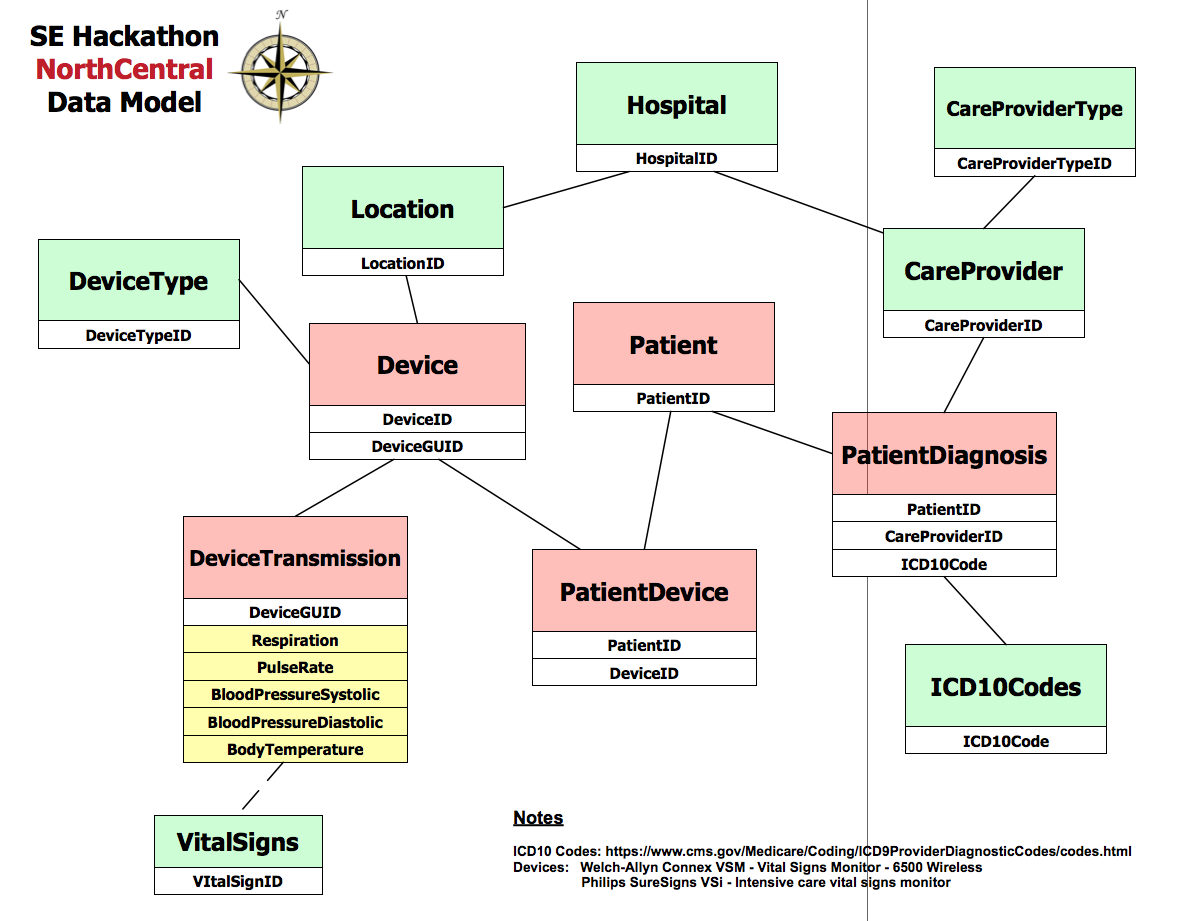 SE Hackathon
NorthCentral
Data Model
N
Hospital
HospitalID
CareProviderType
CareProviderTypeID
Location
LocationID
DeviceType
DeviceTypeID
CareProvider
CareProviderID
Device
DeviceID
DeviceGUID
Patient
PatientID
PatientDiagnosis
PatientID
CareProviderID
ICD10Code
DeviceTransmission
DeviceGUID
Respiration
PulseRate
BloodPressureSystolic
BloodPressureDiastolic
BodyTemperature
PatientDevice
PatientID
DeviceID
ICD10Codes
ICD10Code
VitalSigns
VItalSignID
Notes
ICD10 Codes: https://www.cms.gov/Medicare/Coding/ICD9ProviderDiagnosticCodes/codes.html
Devices: Welch-Allyn Connex VSM - Vital Signs Monitor - 6500 Wireless
Philips SureSigns VSi - Intensive care vital signs monitor